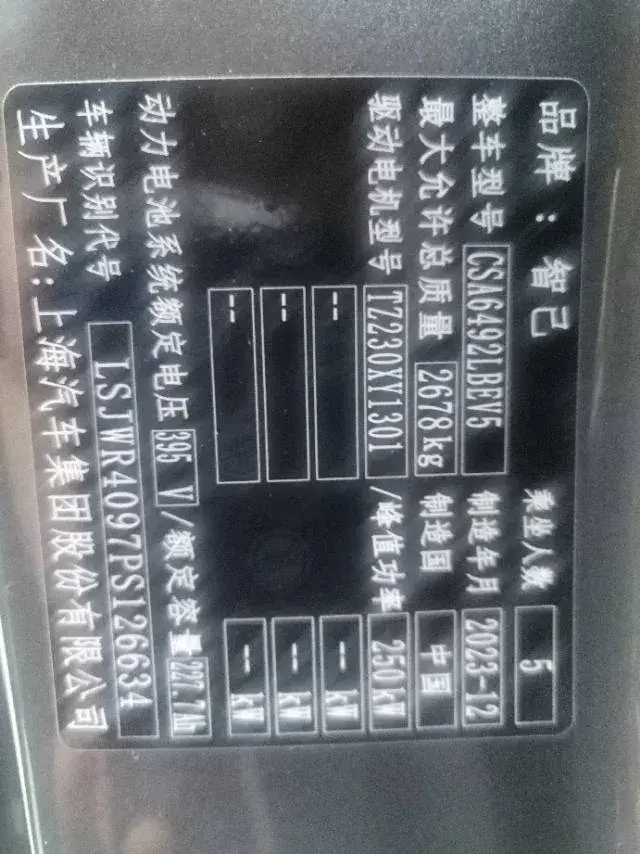 品牌：智己 乘坐人数 5
整车型号 CSA6492LBEV5 制造年月 2023-12
最大允许总质量 2678kg 制造国 中国
驱动电机型号 TZ230XY1301 /峰值功率 250kW
-- -- kW
-- -- kW
-- -- kW
动力电池系统额定电压 395 V /额定容量 227.7Ah
车辆识别代号 LSJWR4097PS126634
生产厂名:上海汽车集团股份有限公司